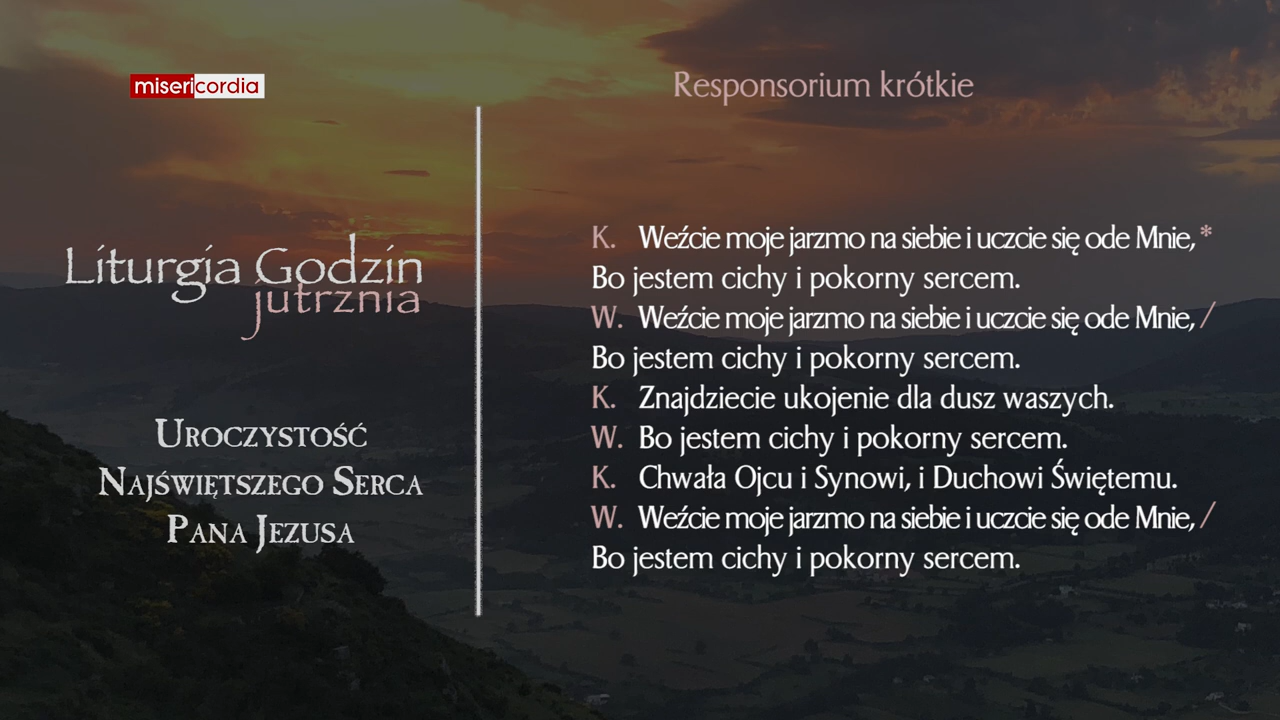 misericordia
Liturgia Godzin
jutrznia
Uroczystość
Najświętszego Serca
Pana Jezusa
Responsorium krótkie
K. Weźcie moje jarzmo na siebie i uczcie się ode Mnie, *
Bo jestem cichy i pokorny sercem.
W. Weźcie moje jarzmo na siebie i uczcie się ode Mnie, /
Bo jestem cichy i pokorny sercem.
K. Znajdziecie ukojenie dla dusz waszych.
W. Bo jestem cichy i pokorny sercem.
K. Chwała Ojcu i Synowi, i Duchowi Świętemu.
W. Weźcie moje jarzmo na siebie i uczcie się ode Mnie, /
Bo jestem cichy i pokorny sercem.